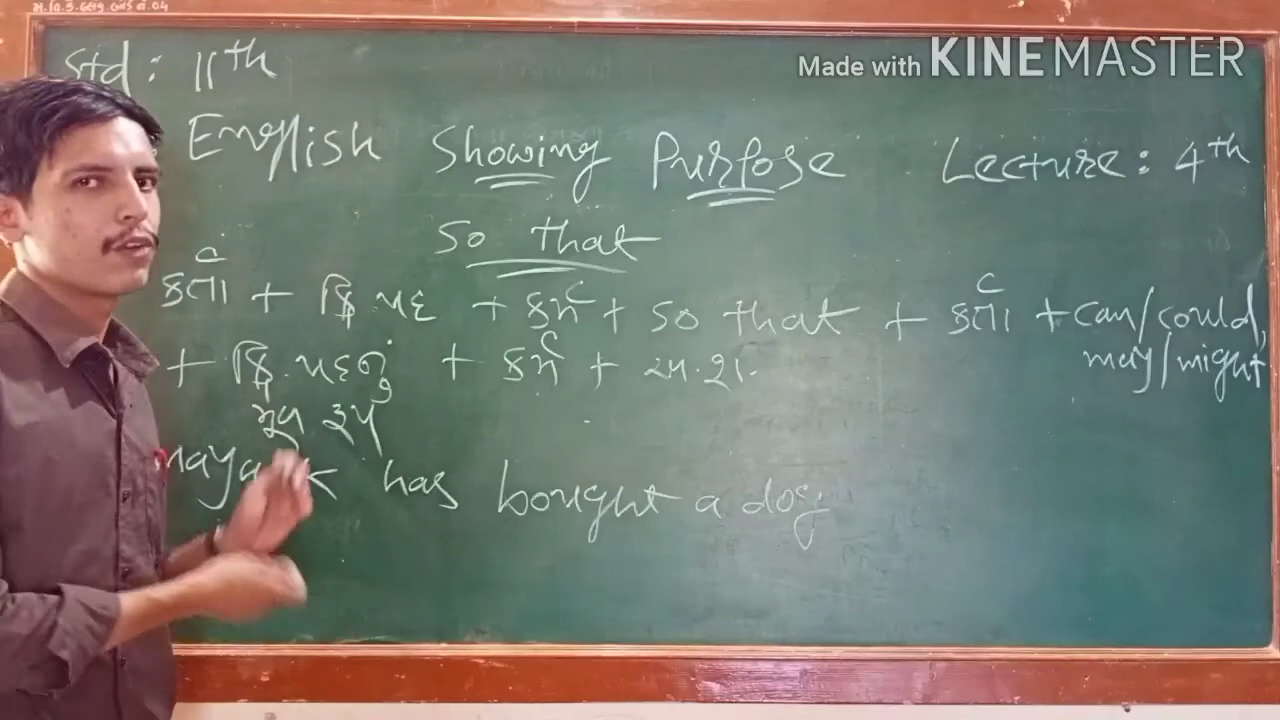 Made with KINEMASTER
Std : 11th
English Showing Purpose Lecture : 4th
So that
કર્તા + ક્રિ.પદ + કર્મ + so that + કર્તા + can/could,
may/might
+ ક્રિ.પદનું + કર્મ + અ.શ.
મૂળ રૂપ
has bought a dog